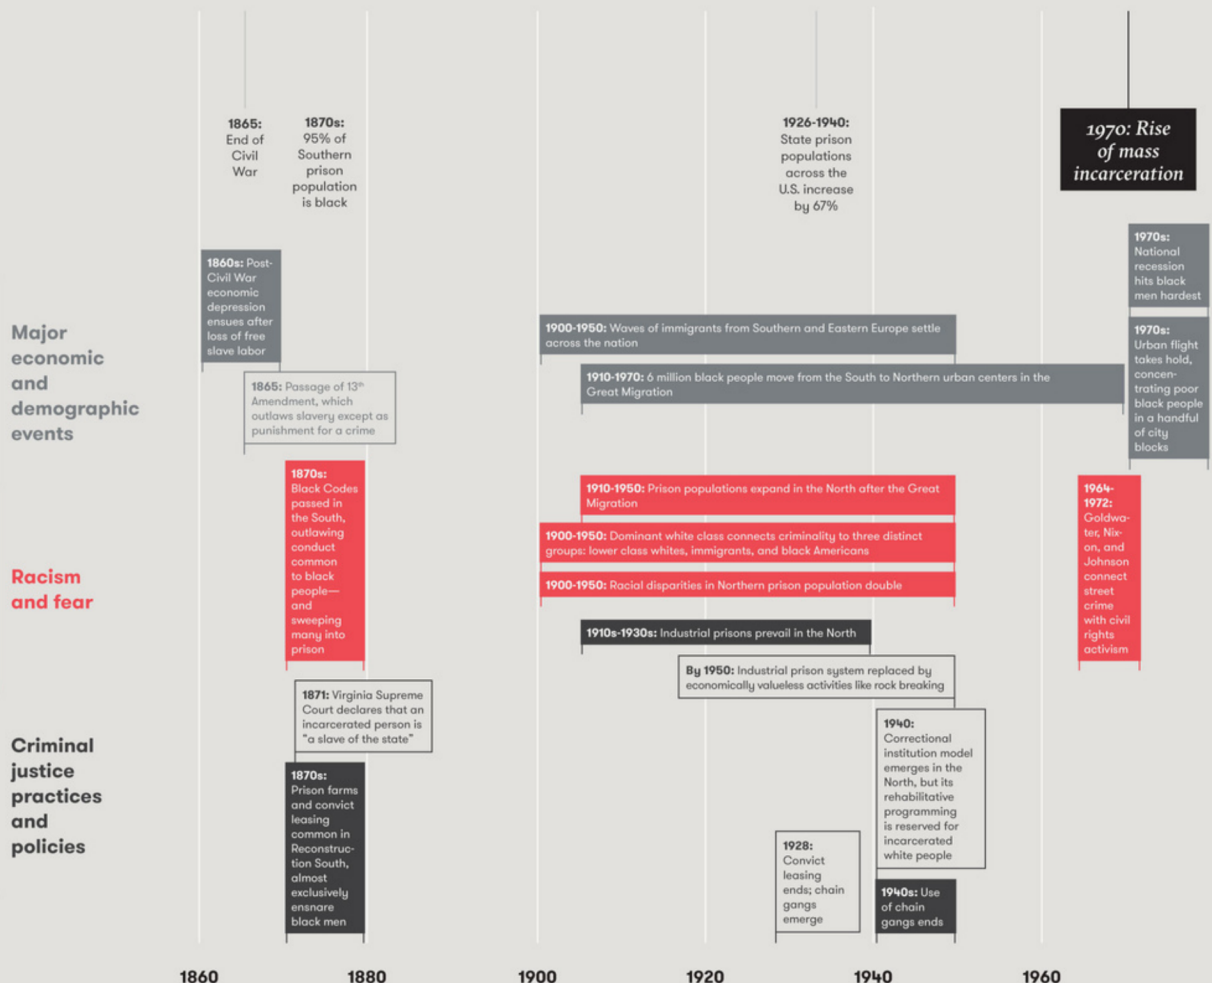 1865:
End of
Civil
War
1870s:
95% of
Southern
prison
population
is black
1926-1940:
State prison
populations
across the
U.S. increase
by 67%
1970: Rise
of mass
incarceration
Major
economic
and
demographic
events
1860s: Post-
Civil War
economic
depression
ensues after
loss of free
slave labor
1865: Passage of 13th
Amendment, which
outlaws slavery except as
punishment for a crime
1900-1950: Waves of immigrants from Southern and Eastern Europe settle
across the nation
1910-1970: 6 million black people move from the South to Northern urban centers in the
Great Migration
1970s:
National
recession
hits black
men hardest
1970s:
Urban flight
takes hold,
concen-
trating poor
black people
in a handful
of city
blocks
Racism
and fear
1870s:
Black Codes
passed in
the South,
outlawing
conduct
common
to black
people—
and
sweeping
many into
prison
1910-1950: Prison populations expand in the North after the Great
Migration
1900-1950: Dominant white class connects criminality to three distinct
groups: lower class whites, immigrants, and black Americans
1900-1950: Racial disparities in Northern prison population double
1964-
1972:
Goldwa-
ter, Nix-
on, and
Johnson
connect
street
crime
with civil
rights
activism
Criminal
justice
practices
and
policies
1871: Virginia Supreme
Court declares that an
incarcerated person is
“a slave of the state”
1870s:
Prison farms
and convict
leasing
common in
Reconstruc-
tion South,
almost
exclusively
ensnare
black men
1910s-1930s: Industrial prisons prevail in the North
By 1950: Industrial prison system replaced by
economically valueless activities like rock breaking
1940:
Correctional
institution model
emerges in the
North, but its
rehabilitative
programming
is reserved for
incarcerated
white people
1928:
Convict
leasing
ends; chain
gangs
emerge
1940s: Use
of chain
gangs ends
1860
1880
1900
1920
1940
1960